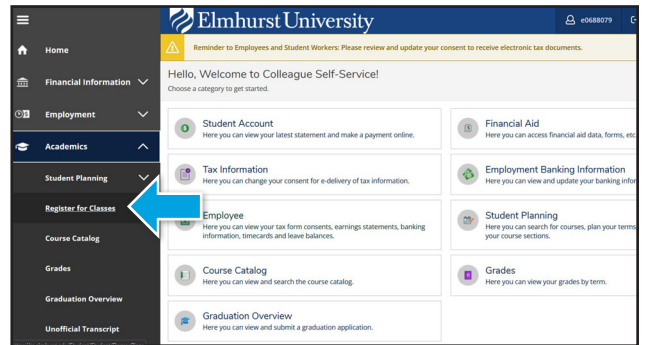 Elmhurst University
e0688079
Home
Financial Information
Employment
Academics
Student Planning
Register for Classes
Course Catalog
Grades
Graduation Overview
Unofficial Transcript
Reminder to Employees and Student Workers: Please review and update your consent to receive electronic tax documents.
Hello, Welcome to Colleague Self-Service!
Choose a category to get started.
Student Account
Here you can view your latest statement and make a payment online.
Financial Aid
Here you can access financial aid data, forms, etc.
Tax Information
Here you can change your consent for e-delivery of tax information.
Employment Banking Information
Here you can view and update your banking infor
Employee
Here you can view your tax form consents, earnings statements, banking
information, timecards and leave balances.
Student Planning
Here you can search for courses, plan your terms
your course sections.
Course Catalog
Here you can view and search the course catalog.
Grades
Here you can view your grades by term.
Graduation Overview
Here you can view and submit a graduation application.